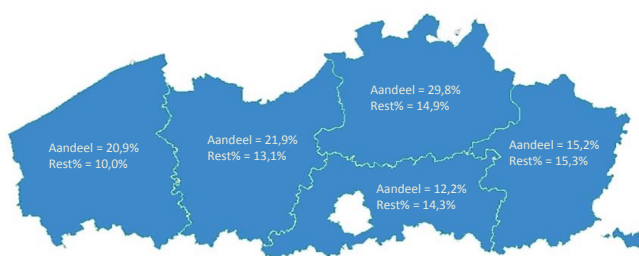 Aandeel = 29,8%
Rest% = 14,9%
Aandeel = 20,9%
Rest% = 10,0%
Aandeel = 21,9%
Rest% = 13,1%
Aandeel = 15,2%
Rest% = 15,3%
Aandeel = 12,2%
Rest% = 14,3%